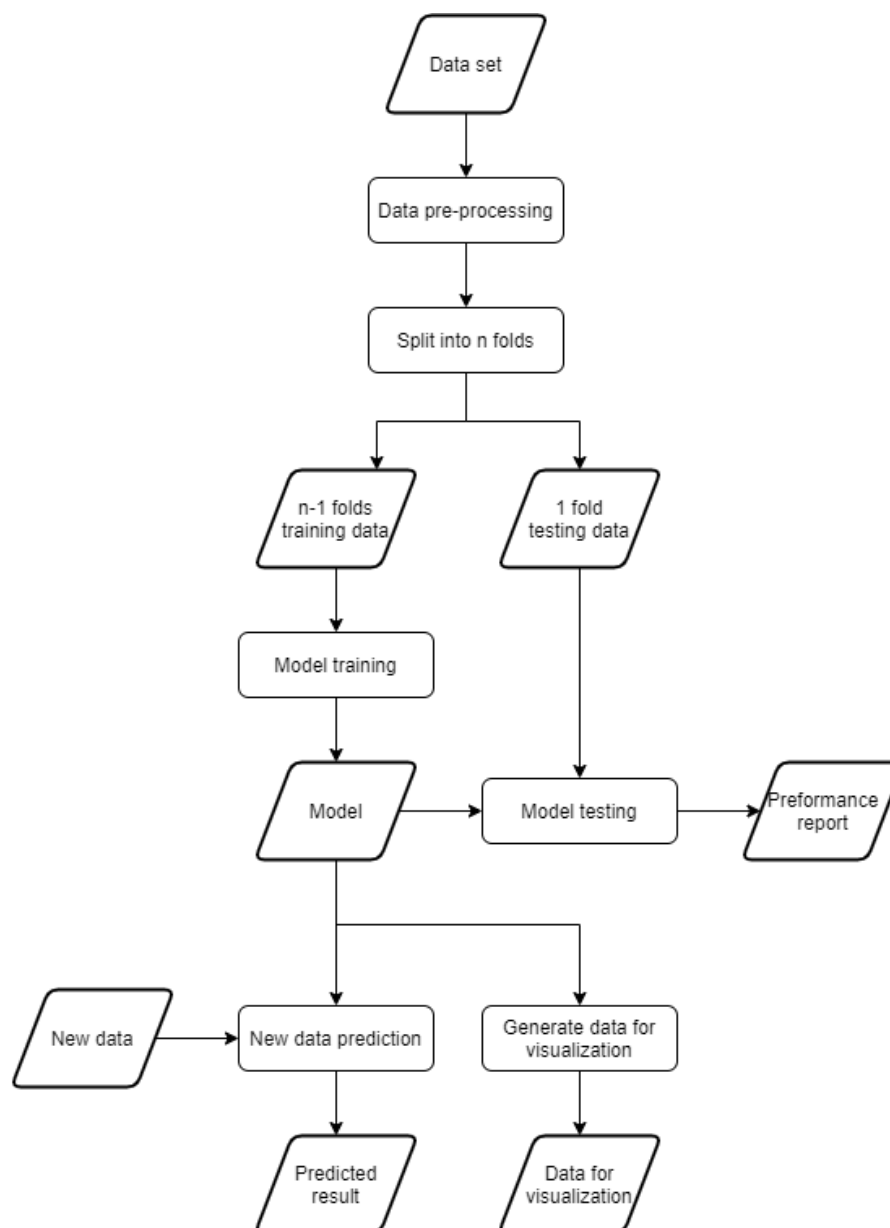 Data set
Data pre-processing
Split into n folds
n-1 folds
training data
1 fold
testing data
Model training
Model
Model testing
Preformance
report
New data
New data prediction
Generate data for
visualization
Predicted
result
Data for
visualization